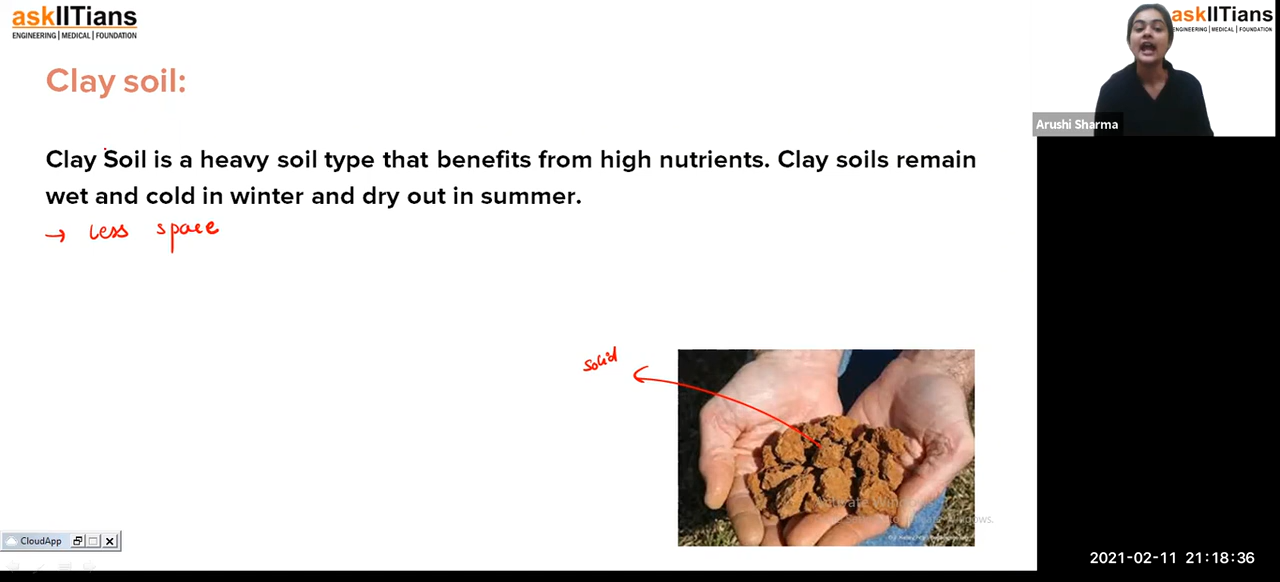 askIITians
ENGINEERING | MEDICAL | FOUNDATION
askIITians
ENGINEERING | MEDICAL | FOUNDATION
Clay soil:
Arushi Sharma
Clay Soil is a heavy soil type that benefits from high nutrients. Clay soils remain
wet and cold in winter and dry out in summer.
→ less space
solid
CloudApp
2021-02-11 21:18:36